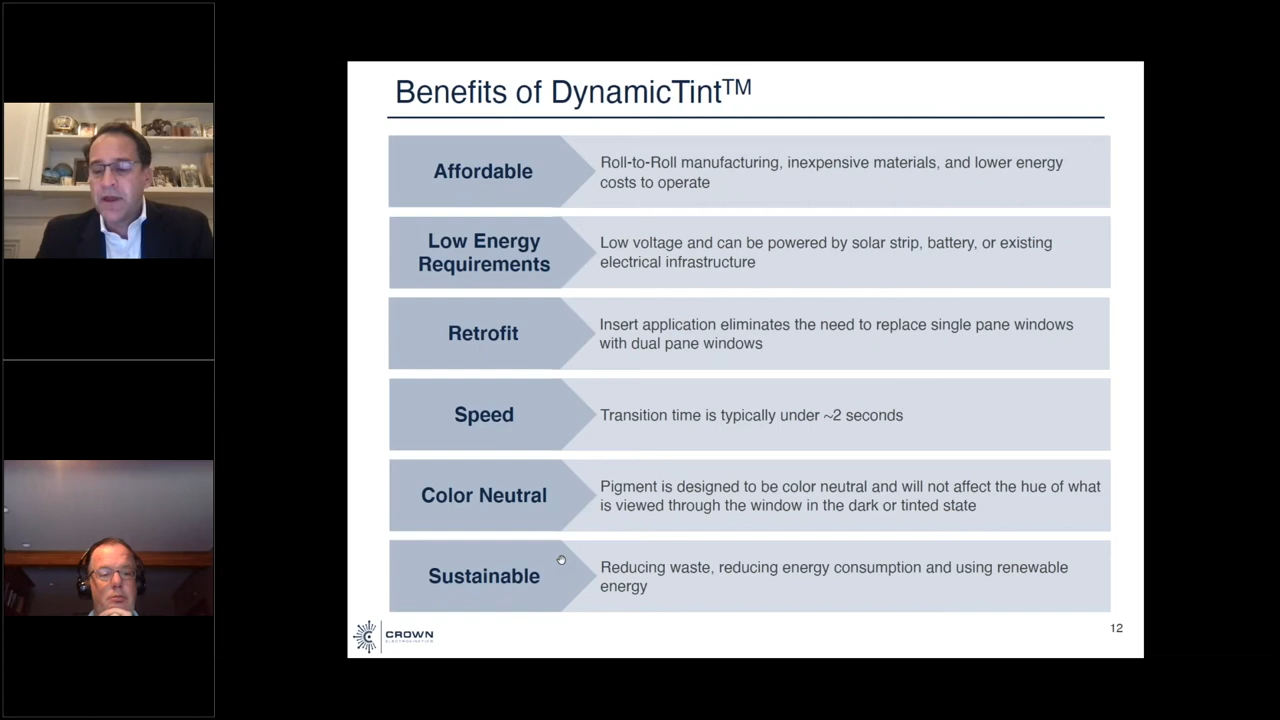 Benefits of DynamicTint™
Affordable
Roll-to-Roll manufacturing, inexpensive materials, and lower energy
costs to operate
Low Energy
Requirements
Low voltage and can be powered by solar strip, battery, or existing
electrical infrastructure
Retrofit
Insert application eliminates the need to replace single pane windows
with dual pane windows
Speed
Transition time is typically under ~2 seconds
Color Neutral
Pigment is designed to be color neutral and will not affect the hue of what
is viewed through the window in the dark or tinted state
Sustainable
Reducing waste, reducing energy consumption and using renewable
energy
CROWN
ELECTROKINETICS
12